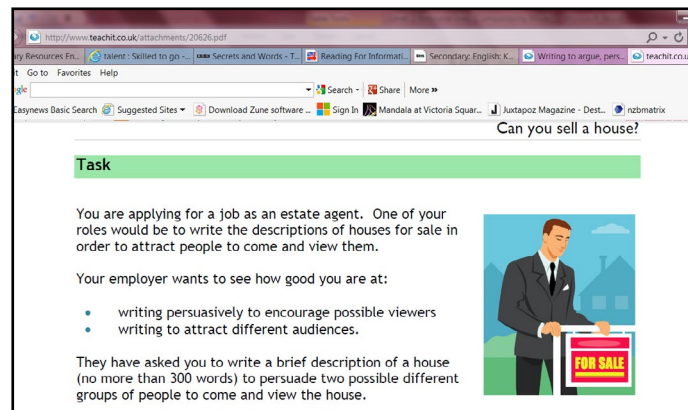 http://www.teachit.co.uk/attachments/20626.pdf
ary Resources En... talent : Skilled to go -... Secrets and Words - T... Reading For Informati... Secondary: English: K... Writing to argue, pers... teachit.co.u
it Go to Favorites Help
gle Search Share More »
Easynews Basic Search Suggested Sites Download Zune software ... Sign In Mandala at Victoria Squar... Juxtapoz Magazine - Dest... nzbmatrix
Can you sell a house?
Task
You are applying for a job as an estate agent. One of your
roles would be to write the descriptions of houses for sale in
order to attract people to come and view them.
Your employer wants to see how good you are at:
• writing persuasively to encourage possible viewers
• writing to attract different audiences.
They have asked you to write a brief description of a house
(no more than 300 words) to persuade two possible different
groups of people to come and view the house.
FOR SALE